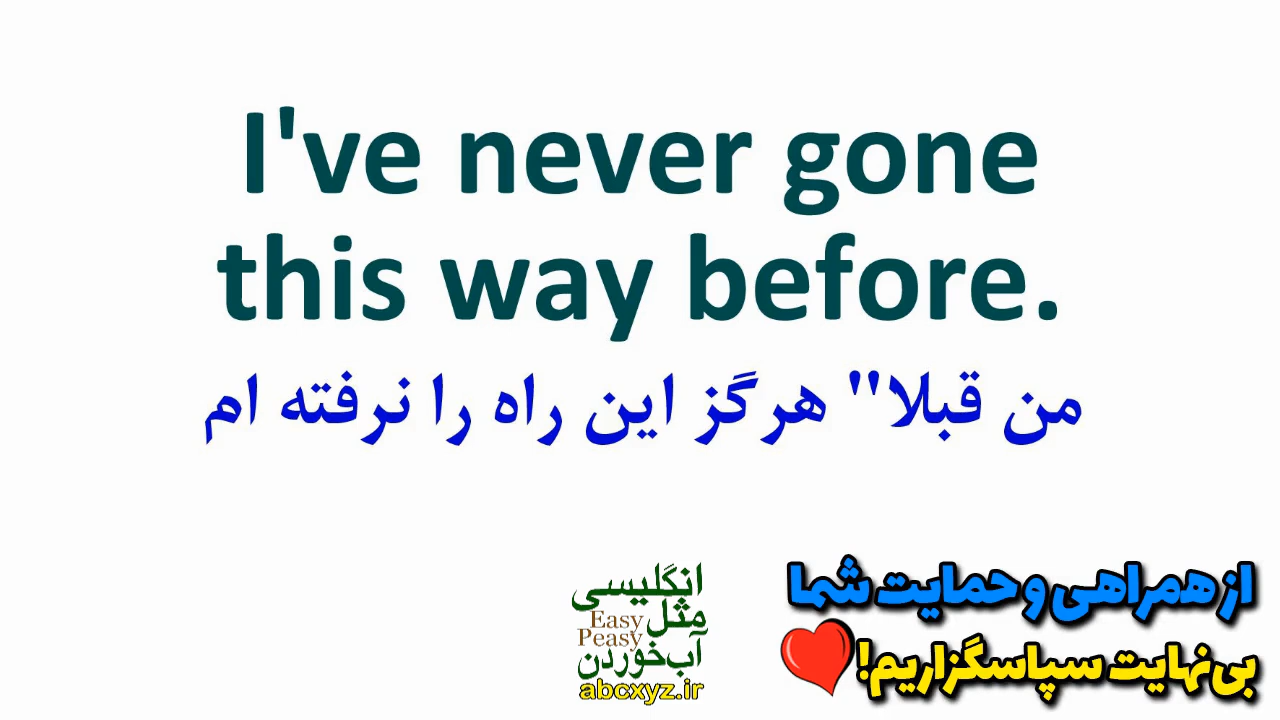 I've never gone
this way before.
من قبلا" هرگز این راه را نرفته ام
انگلیسی
مثل
Easy
Peasy
آب خوردن
abcxyz.ir
از همراهی و حمایت شما
بی‌نهایت سپاسگزاریم!